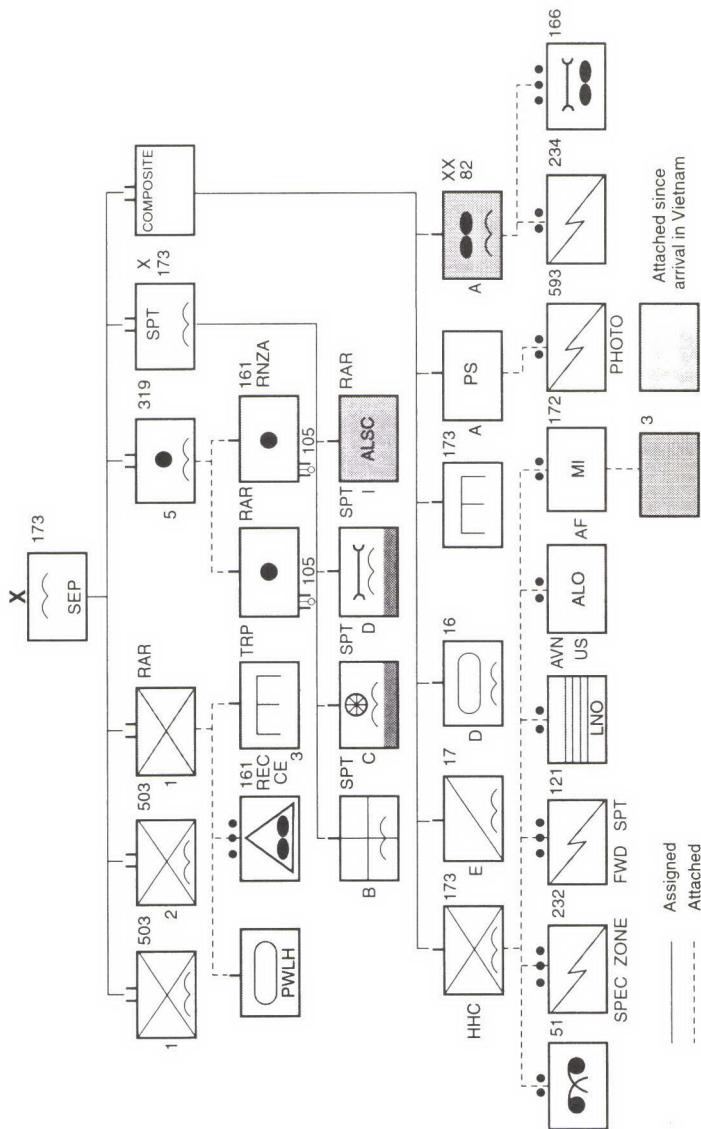 X
173
SEP
503
1
503
2
RAR
1
319
5
X
173
SPT
COMPOSITE
PWLH
161
REC
CE
TRP
3
RAR
105
161
RNZA
105
SPT
B
SPT
C
SPT
D
RAR
ALSC
I
173
HHC
17
E
16
D
173
PS
A
XX
82
A
51
232
SPEC ZONE
121
FWD SPT
AVN
US
LNO
ALO
AF
172
MI
3
593
PHOTO
234
166
Assigned
Attached
Attached since
arrival in Vietnam